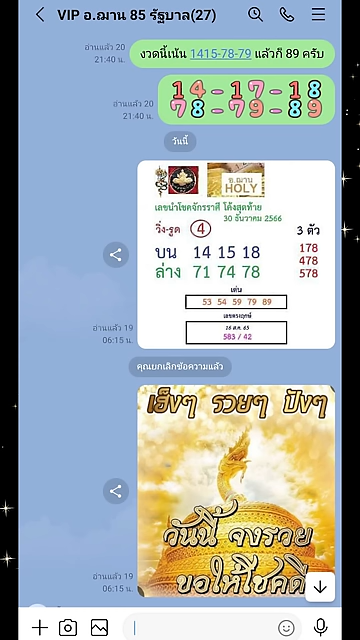 VIP อ.ฌาน 85 รัฐบาล(27)
อ่านแล้ว 20
21:40 น.
งวดนี้เน้น 1415-78-79 แล้วก็ 89 ครับ
14-17-18
78-79-89
อ่านแล้ว 20
21:40 น.
วันนี้
อ.ฌาน
HOLY
เลขนำโชคจักรราศี โค้งสุดท้าย
30 ธันวาคม 2566
วิ่ง-รูด 4
3 ตัว
บน 14 15 18
ล่าง 71 74 78
178
478
578
เด่น
53 54 59 79 89
เลขครบฤกษ์
16 ส.ค. 65
583 / 42
อ่านแล้ว 19
06:15 น.
คุณยกเลิกข้อความแล้ว
เฮ็งๆ รวยๆ ปังๆ
วันนี้ จงรวย
ขอให้โชคดี
อ่านแล้ว 19
06:15 น.